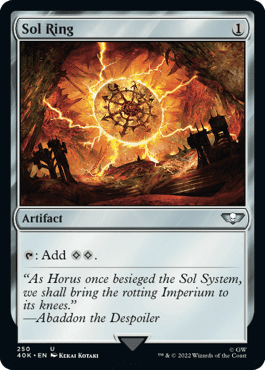 Sol Ring 1
Artifact
: Add .
“As Horus once besieged the Sol System,
we shall bring the rotting Imperium to
its knees.”
—Abaddon the Despoiler
250 U
40K • EN KEKAI KOTAKI
© GW
™ & © 2022 Wizards of the Coast